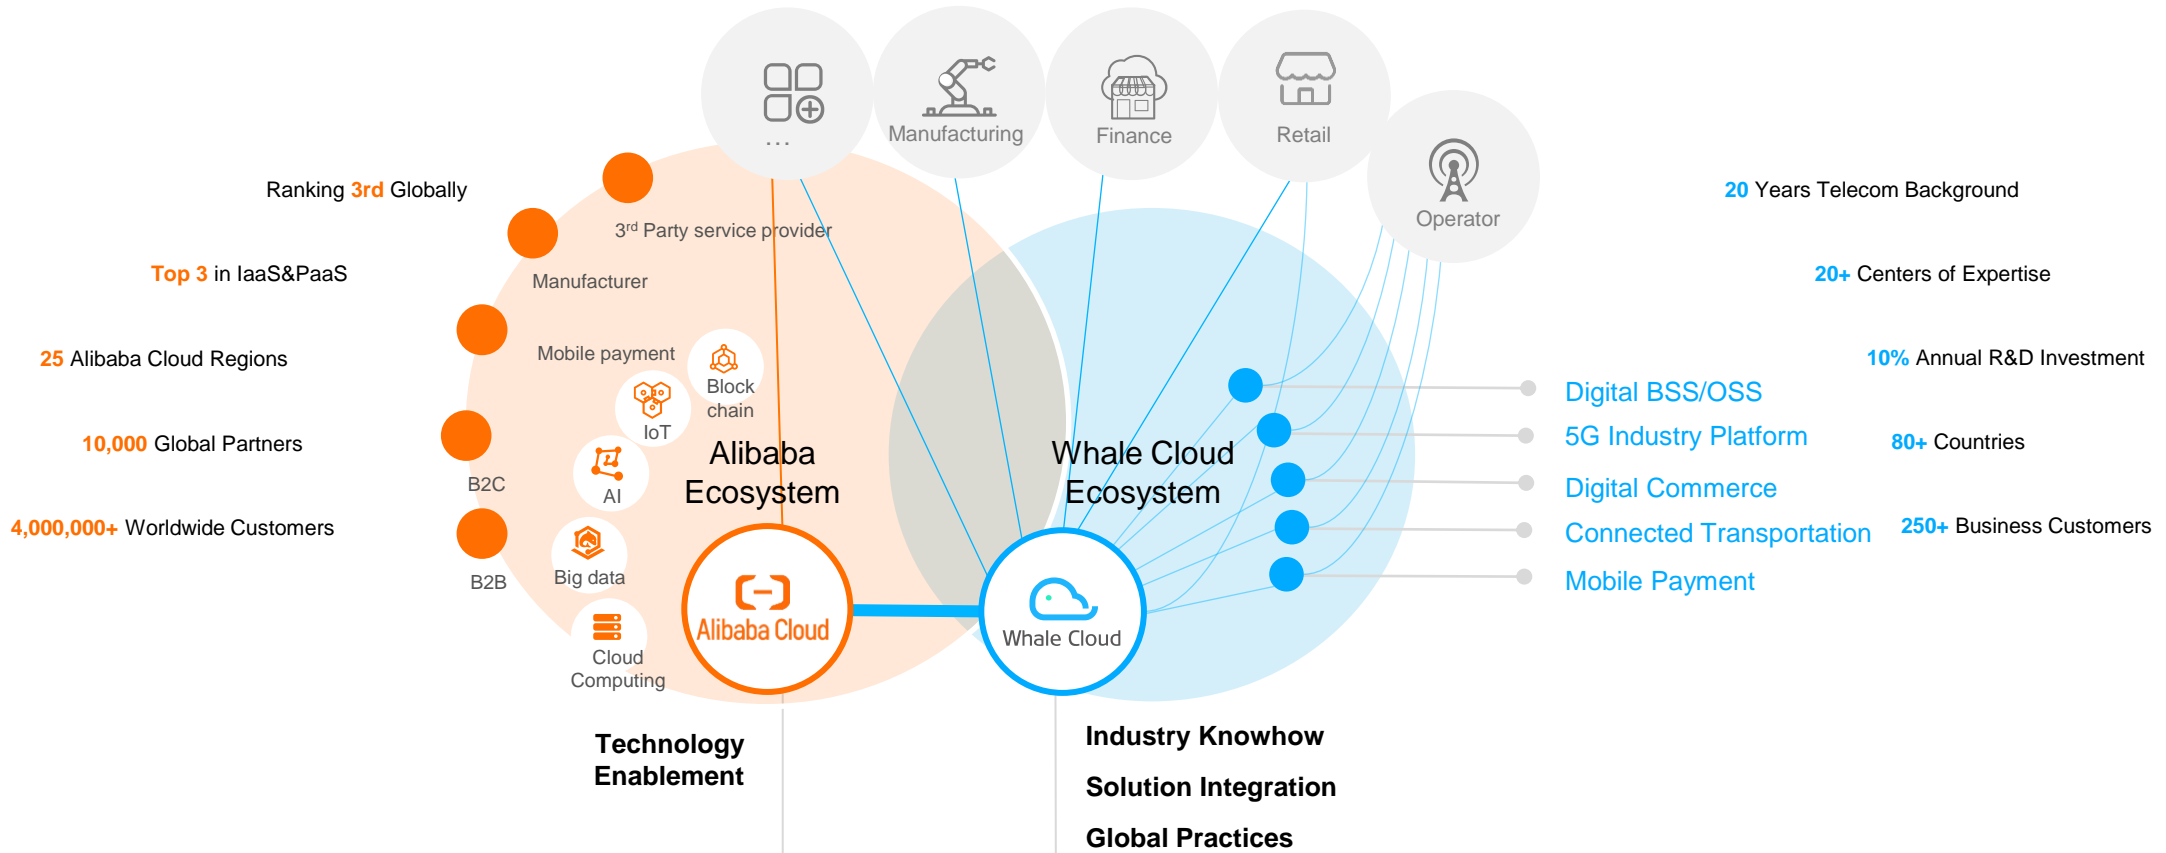 ...
Manufacturing
Finance
Retail
Operator
Ranking 3rd Globally
Top 3 in IaaS&PaaS
25 Alibaba Cloud Regions
10,000 Global Partners
4,000,000+ Worldwide Customers
3rd Party service provider
Manufacturer
Mobile payment
B2C
B2B
Block
chain
IoT
AI
Big data
Cloud
Computing
Alibaba
Ecosystem
Alibaba Cloud
Whale Cloud
Ecosystem
Whale Cloud
Digital BSS/OSS
5G Industry Platform
Digital Commerce
Connected Transportation
Mobile Payment
20 Years Telecom Background
20+ Centers of Expertise
10% Annual R&D Investment
80+ Countries
250+ Business Customers
Technology
Enablement
Industry Knowhow
Solution Integration
Global Practices